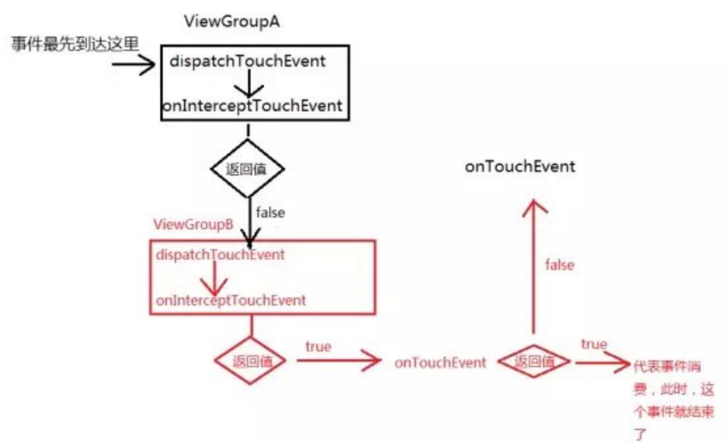 ViewGroupA
事件最先到达这里
dispatchTouchEvent
onInterceptTouchEvent
返回值
false
ViewGroupB
dispatchTouchEvent
onInterceptTouchEvent
返回值
true
onTouchEvent
返回值
false
onTouchEvent
true
代表事件消
费，此时，这
个事件就结束
了